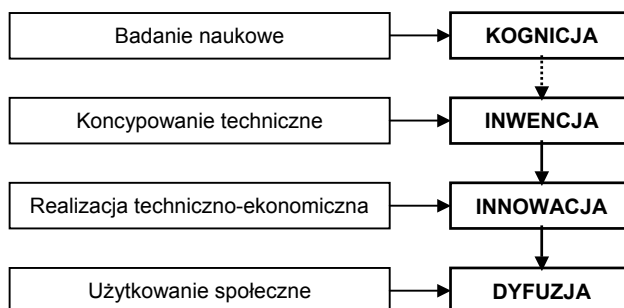 Badanie naukowe
KOGNICJA
Koncypowanie techniczne
INWENCJA
Realizacja techniczno-ekonomiczna
INNOWACJA
Użytkowanie społeczne
DYFUZJA